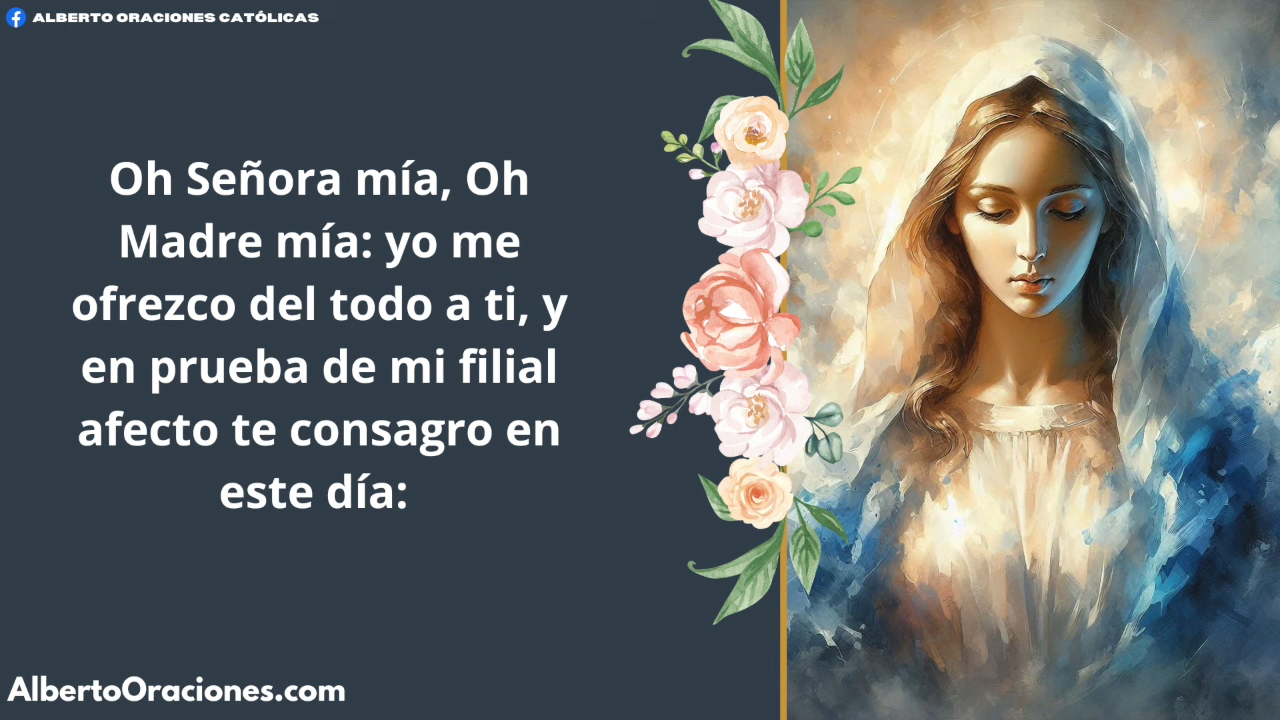 ALBERTO ORACIONES CATÓLICAS
Oh Señora mía, Oh
Madre mía: yo me
ofrezco del todo a ti, y
en prueba de mi filial
afecto te consagro en
este día:
AlbertoOraciones.com